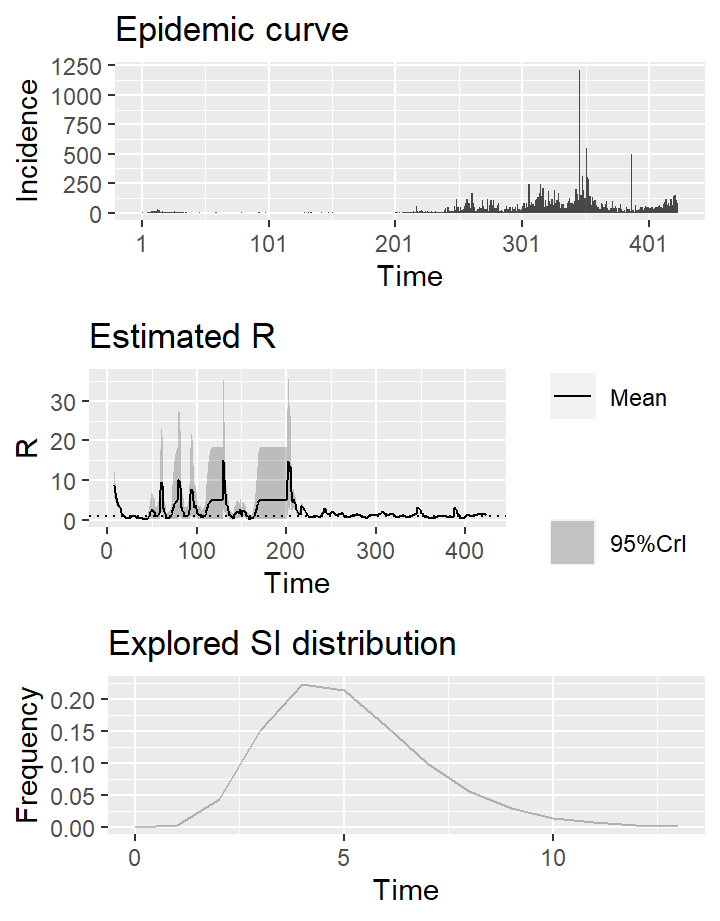 Epidemic curve
Incidence
1250
1000
750
500
250
0
1 101 201 301 401
Time
Estimated R
R
30
20
10
0
0 100 200 300 400
Time
Mean
95%CrI
Explored SI distribution
Frequency
0.20
0.15
0.10
0.05
0.00
0 5 10
Time